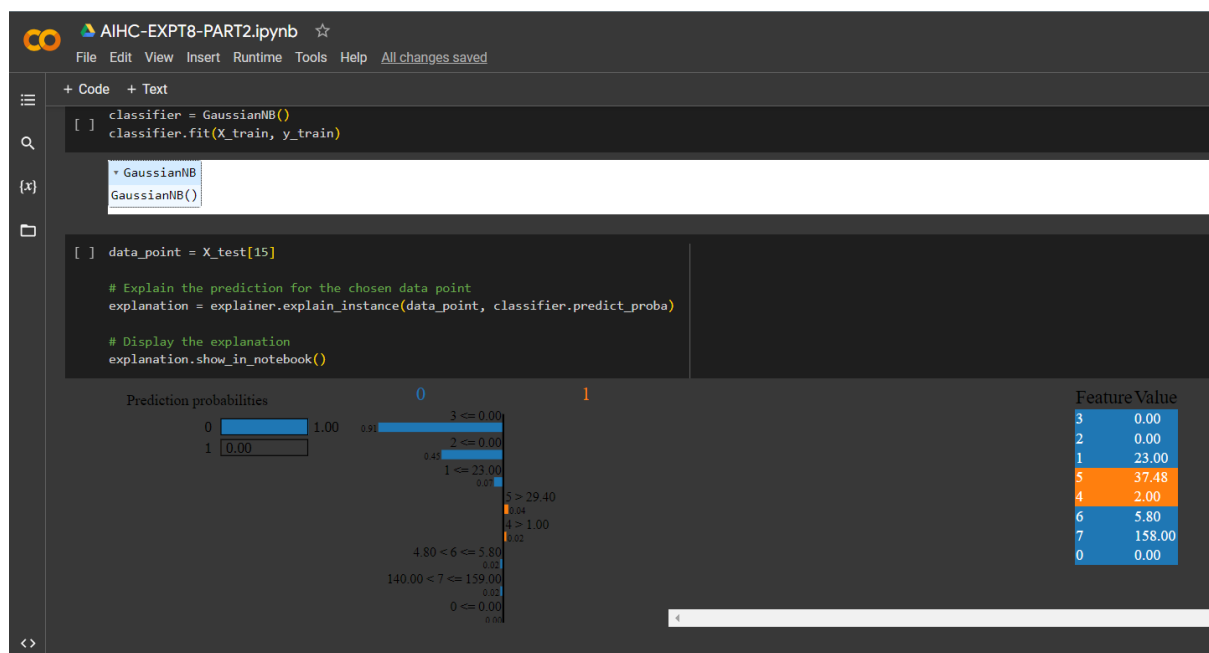 AIHC-EXPT8-PART2.ipynb
File Edit View Insert Runtime Tools Help All changes saved
+ Code + Text
[ ] classifier = GaussianNB()
classifier.fit(X_train, y_train)
▾ GaussianNB
GaussianNB()
{x}
[ ] data_point = X_test[15]
# Explain the prediction for the chosen data point
explanation = explainer.explain_instance(data_point, classifier.predict_proba)
# Display the explanation
explanation.show_in_notebook()
Prediction probabilities
0 1.00
1 0.00
0 1
3 <= 0.00
0.91
2 <= 0.00
0.45
1 <= 23.00
0.07
5 > 29.40
0.04
4 > 1.00
0.02
4.80 < 6 <= 5.80
0.02
140.00 < 7 <= 159.00
0.02
0 <= 0.00
0.00
Feature Value
3 0.00
2 0.00
1 23.00
5 37.48
4 2.00
6 5.80
7 158.00
0 0.00
<>